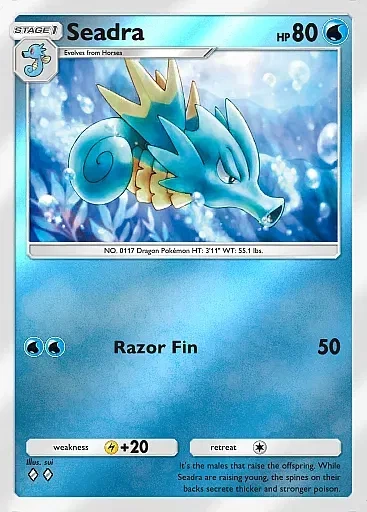 STAGE 1
Seadra
HP 80
Evolves from Horsea
NO. 0117 Dragon Pokémon HT: 3'11" WT: 55.1 lbs.
Razor Fin 50
weakness +20 retreat
Illus. sui
It's the males that raise the offspring. While
Seadra are raising young, the spines on their
backs secrete thicker and stronger poison.